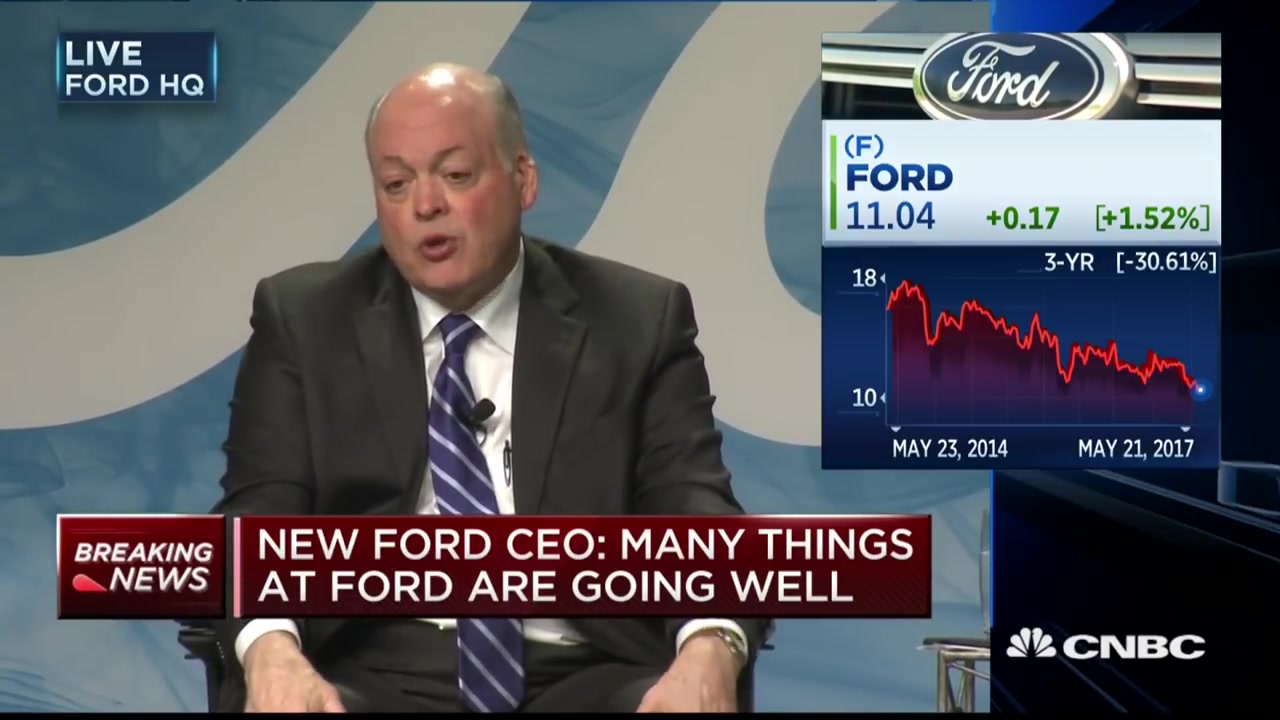 LIVE
FORD HQ
Ford
(F)
FORD
11.04 +0.17 [+1.52%]
3-YR [-30.61%]
18
10
MAY 23, 2014 MAY 21, 2017
BREAKING
NEWS
NEW FORD CEO: MANY THINGS
AT FORD ARE GOING WELL
CNBC